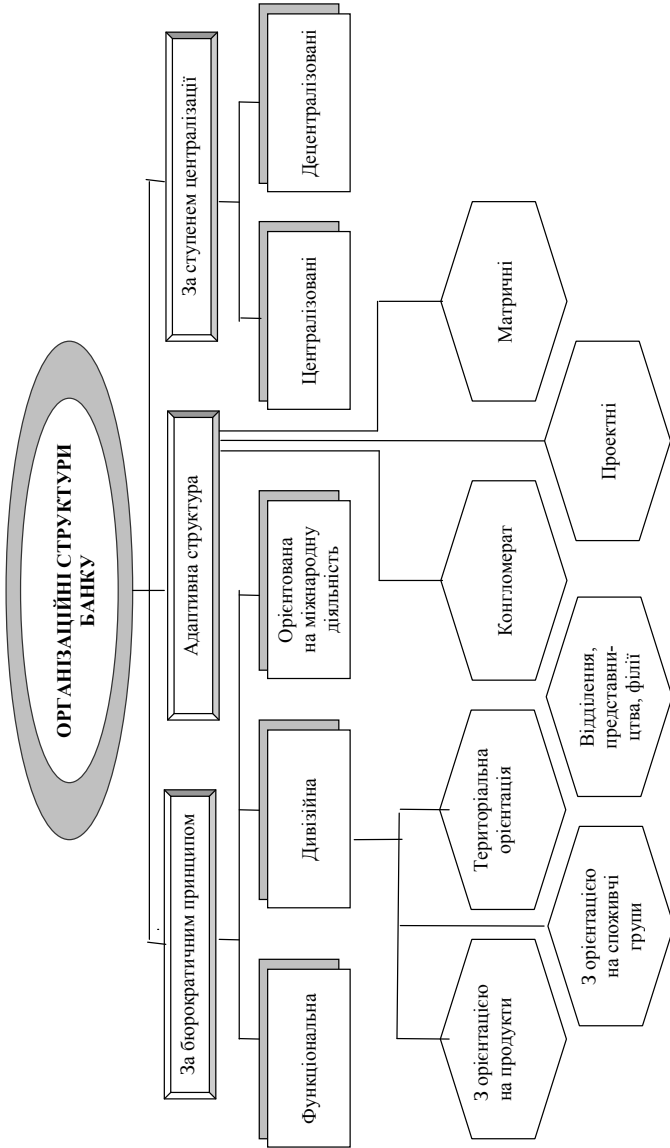 ОРГАНІЗАЦІЙНІ СТРУКТУРИ
БАНКУ
За бюрократичним принципом
Адаптивна структура
За ступенем централізації
Функціональна
Дивізійна
Орієнтована
на міжнародну
діяльність
Централізовані
Децентралізовані
З орієнтацією
на продукти
Територіальна
орієнтація
Конгломерат
Матричні
З орієнтацією
на споживчі
групи
Відділення,
представни-
цтва, філії
Проектні